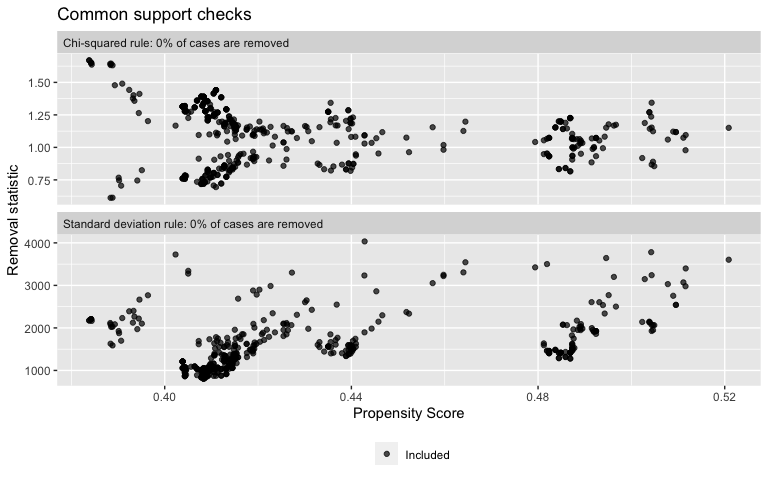 Common support checks
Chi-squared rule: 0% of cases are removed
1.50
1.25
1.00
0.75
Removal statistic
Standard deviation rule: 0% of cases are removed
4000
3000
2000
1000
0.40 0.44 0.48 0.52
Propensity Score
Included